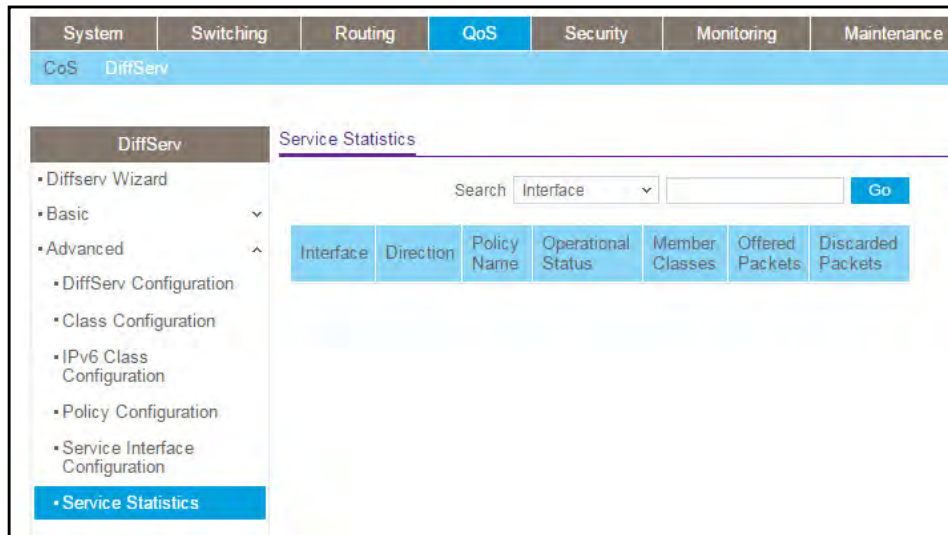 System Switching Routing QoS Security Monitoring Maintenance
CoS DiffServ
DiffServ
Diffserv Wizard
Basic
Advanced
DiffServ Configuration
Class Configuration
IPv6 Class
Configuration
Policy Configuration
Service Interface
Configuration
Service Statistics
Service Statistics
Search Interface Go
Interface Direction Policy Name Operational Status Member Classes Offered Packets Discarded Packets